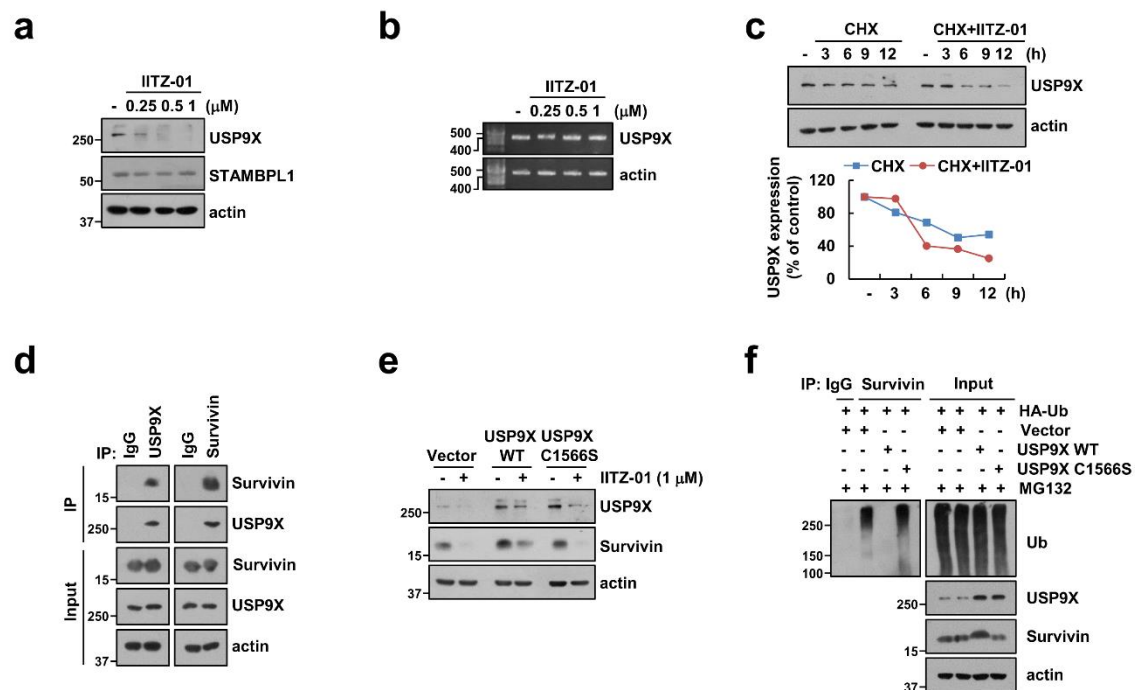 a
IITZ-01
- 0.25 0.5 1 (μM)
250
USP9X
50
STAMBPL1
37
actin
b
IITZ-01
- 0.25 0.5 1 (μM)
500
400
USP9X
500
400
actin
c
CHX CHX+IITZ-01
- 3 6 9 12 - 3 6 9 12 (h)
USP9X
actin
CHX CHX+IITZ-01
USP9X expression
(% of control)
120
80
40
0
- 3 6 9 12 (h)
d
IP: IgG USP9X IgG Survivin
IP
15
Survivin
250
USP9X
Input
15
Survivin
250
USP9X
37
actin
e
Vector USP9X WT USP9X C1566S
- + - + - + IITZ-01 (1 μM)
250
USP9X
15
Survivin
37
actin
f
IP: IgG Survivin Input
+ + + + + + + + HA-Ub
+ + - - + + - - Vector
- - + - - - + - USP9X WT
- - - + - - - + USP9X C1566S
+ + + + + + + + MG132
250
150
100
Ub
250
USP9X
15
Survivin
37
actin